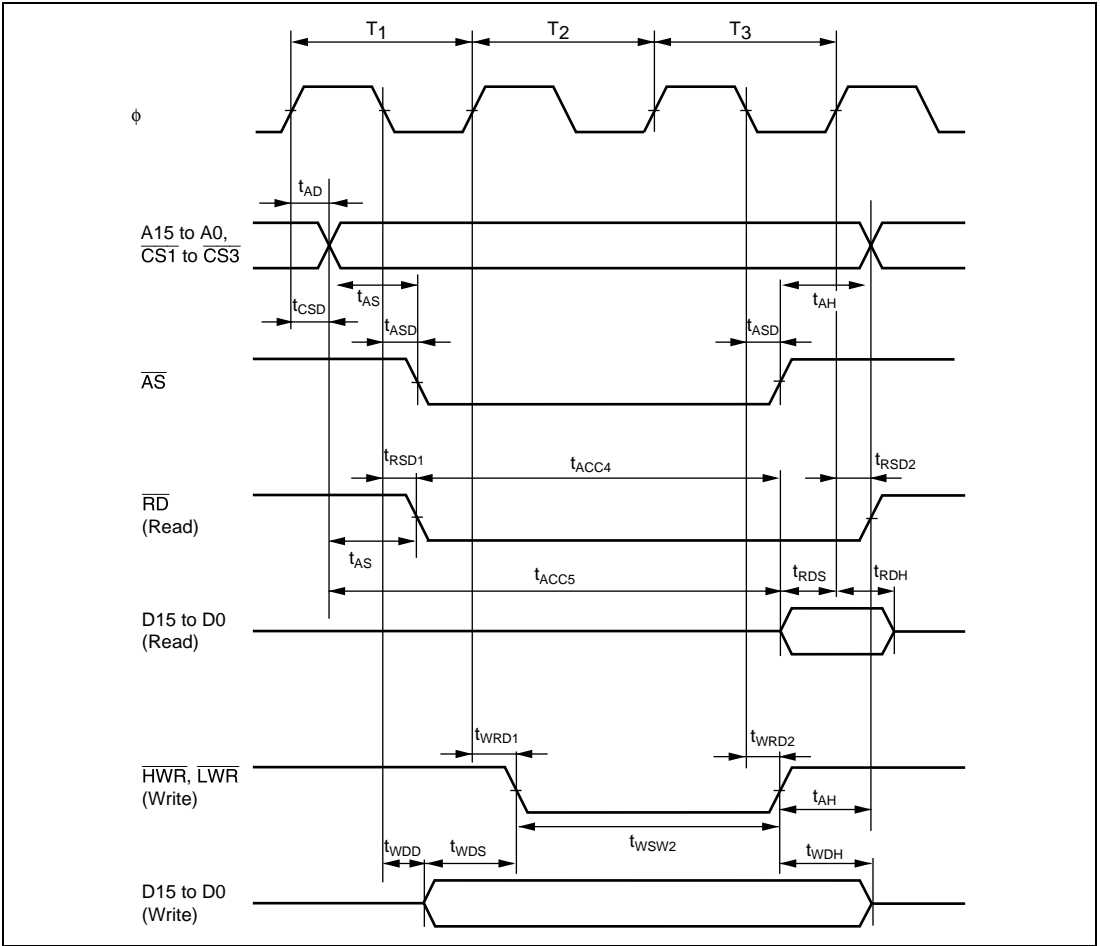 T1 T2 T3
ϕ
tAD
A15 to A0,
CS1 to CS3
tAS tAH
tCSD tASD tASD
AS
tRSD1 tACC4 tRSD2
RD
(Read)
tAS
tACC5 tRDS tRDH
D15 to D0
(Read)
tWRD1 tWRD2
HWR, LWR
(Write)
tAH
tWSW2
tWDD tWDS tWDH
D15 to D0
(Write)